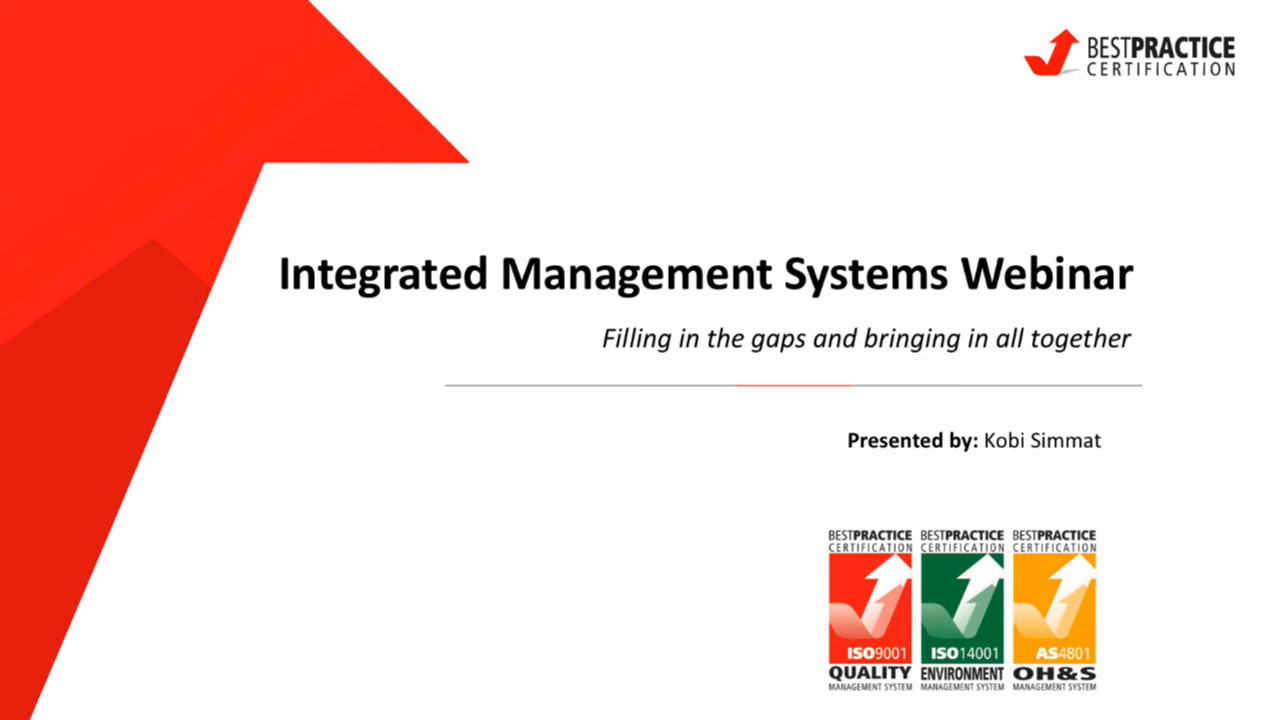 BESTPRACTICE
CERTIFICATION
Integrated Management Systems Webinar
Filling in the gaps and bringing in all together
Presented by: Kobi Simmat
BESTPRACTICE
CERTIFICATION
ISO9001
QUALITY
MANAGEMENT SYSTEM
BESTPRACTICE
CERTIFICATION
ISO14001
ENVIRONMENT
MANAGEMENT SYSTEM
BESTPRACTICE
CERTIFICATION
AS4801
OH&S
MANAGEMENT SYSTEM